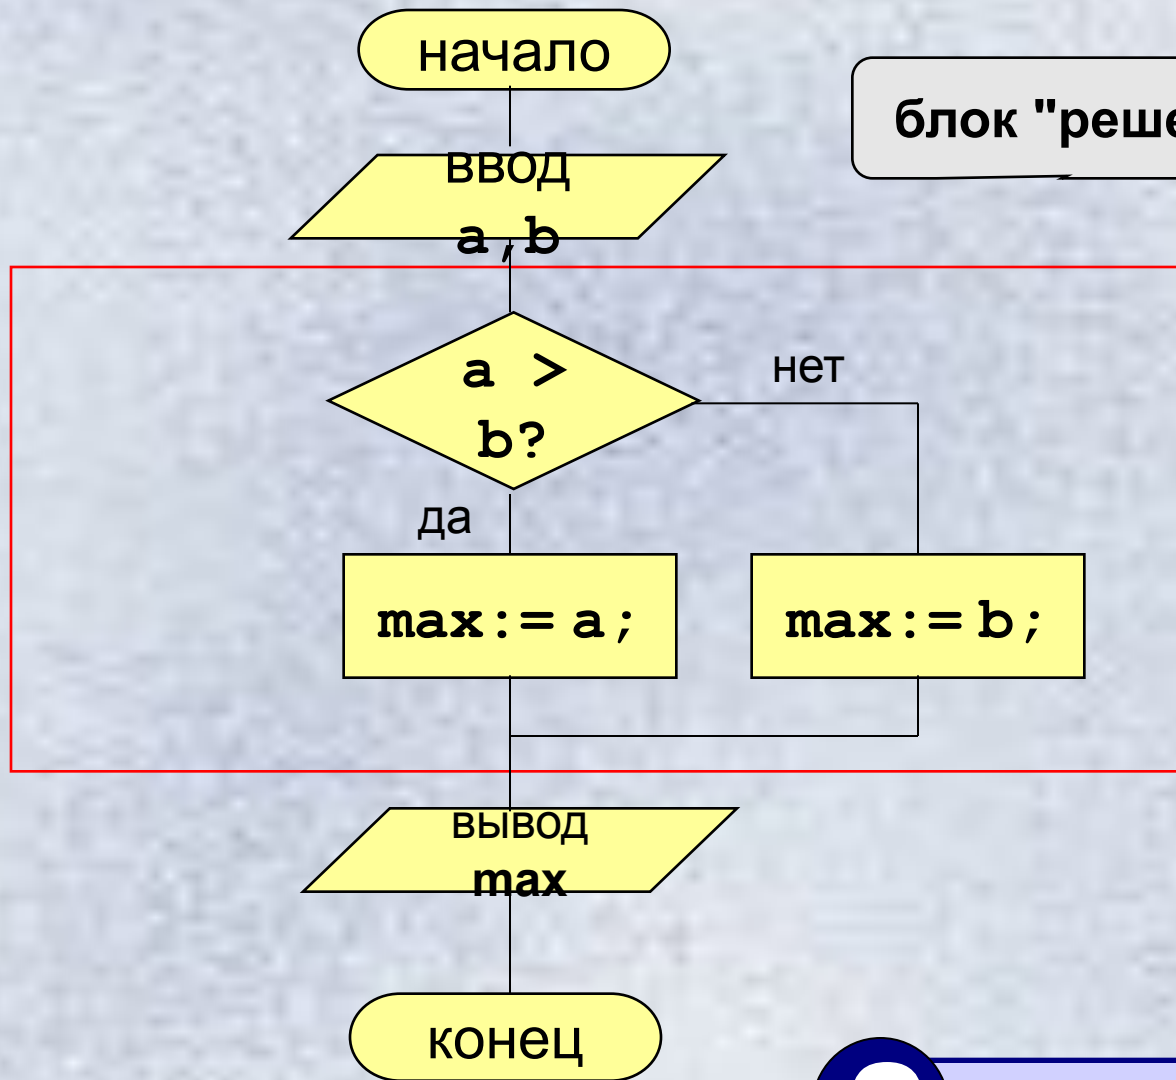 начало
блок "реше
ввод
a,b
a >
b?
нет
да
max:= a;
max:= b;
вывод
max
конец